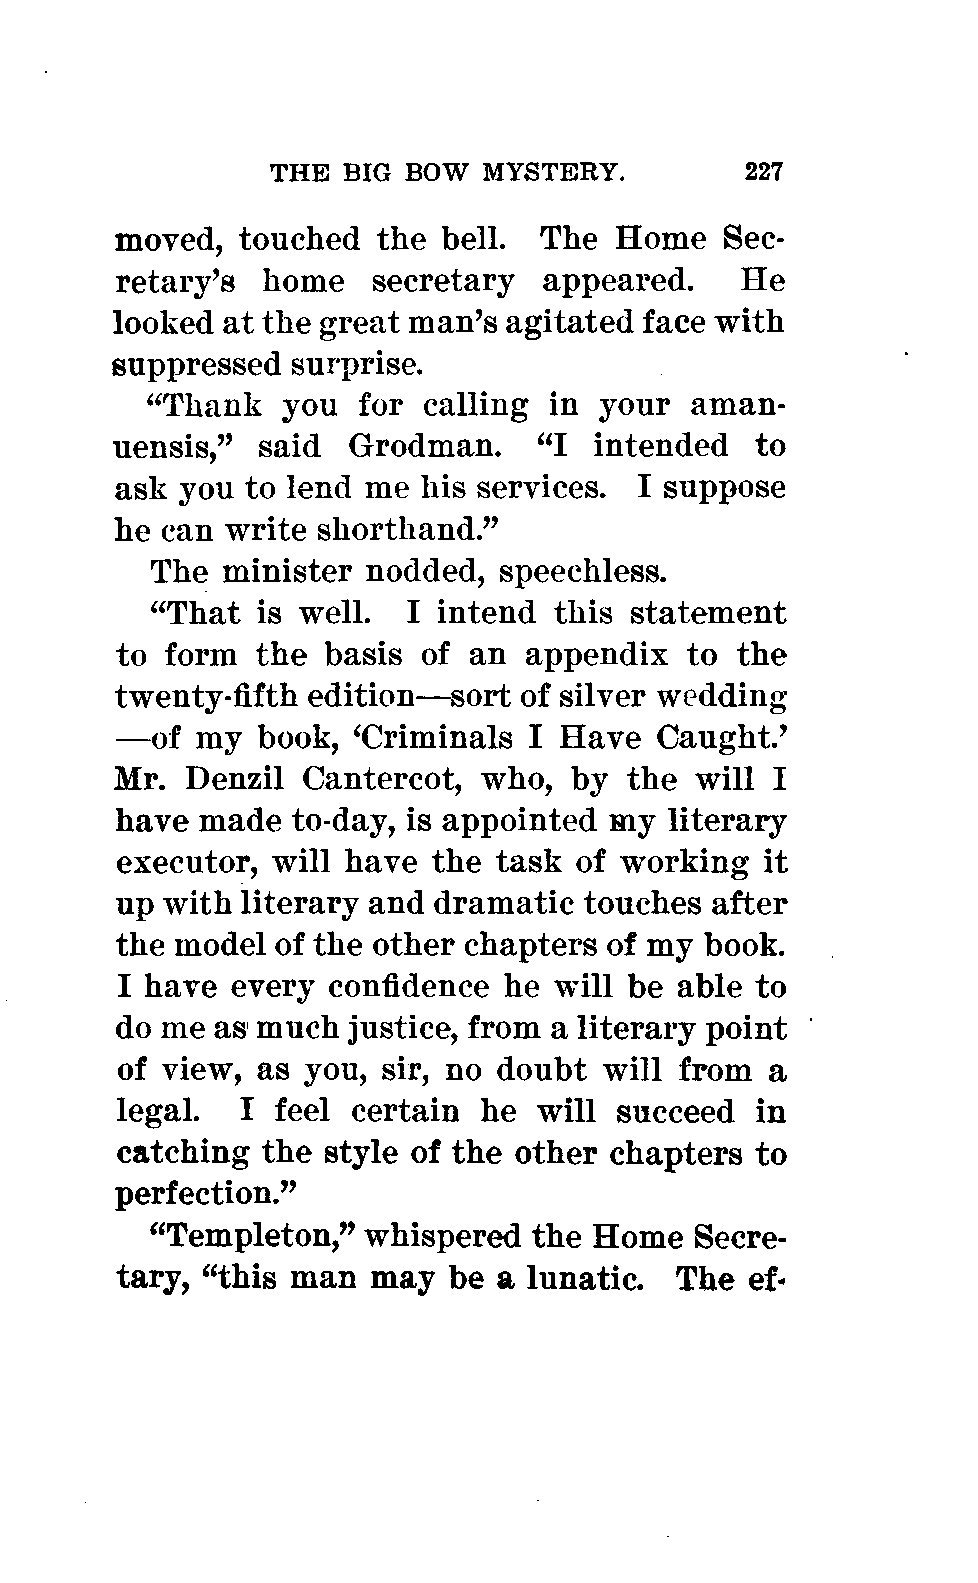 THE BIG BOW MYSTERY. 227
moved, touched the bell. The Home Sec-
retary's home secretary appeared. He
looked at the great man's agitated face with
suppressed surprise.
“Thank you for calling in your aman-
uensis,” said Grodman. “I intended to
ask you to lend me his services. I suppose
he can write shorthand.”
The minister nodded, speechless.
“That is well. I intend this statement
to form the basis of an appendix to the
twenty-fifth edition—sort of silver wedding
—of my book, ‘Criminals I Have Caught.’
Mr. Denzil Cantercot, who, by the will I
have made to-day, is appointed my literary
executor, will have the task of working it
up with literary and dramatic touches after
the model of the other chapters of my book.
I have every confidence he will be able to
do me as much justice, from a literary point
of view, as you, sir, no doubt will from a
legal. I feel certain he will succeed in
catching the style of the other chapters to
perfection.”
“Templeton,” whispered the Home Secre-
tary, “this man may be a lunatic. The ef-